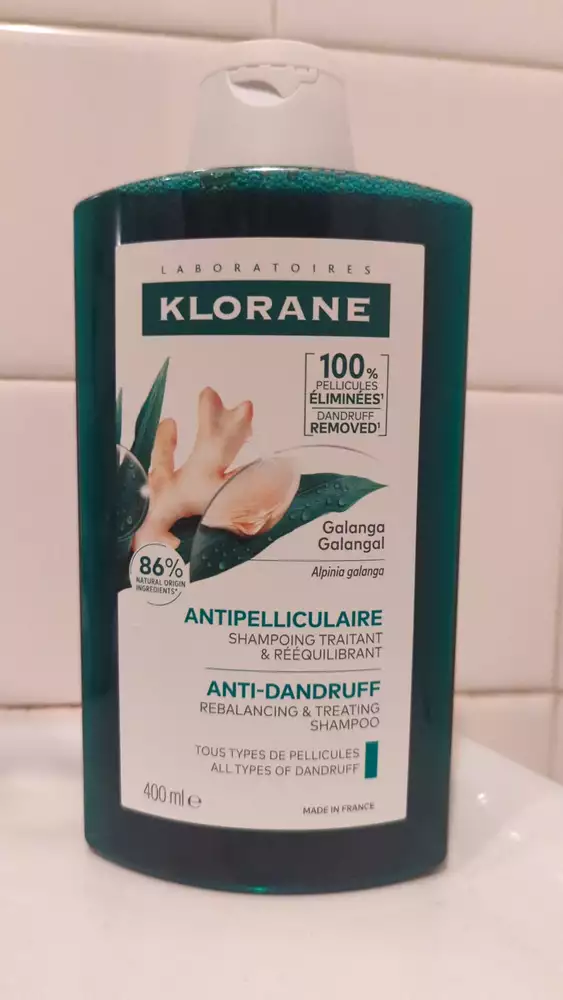 LABORATOIRES
KLORANE
100%
PELLICULES
ÉLIMINÉES¹
DANDRUFF
REMOVED¹
Galanga
Galangal
Alpinia galanga
86%
NATURAL ORIGIN
INGREDIENTS*
ANTIPELLICULAIRE
SHAMPOING TRAITANT
& RÉÉQUILIBRANT
ANTI-DANDRUFF
REBALANCING & TREATING
SHAMPOO
TOUS TYPES DE PELLICULES
ALL TYPES OF DANDRUFF
400 ml ℮
MADE IN FRANCE